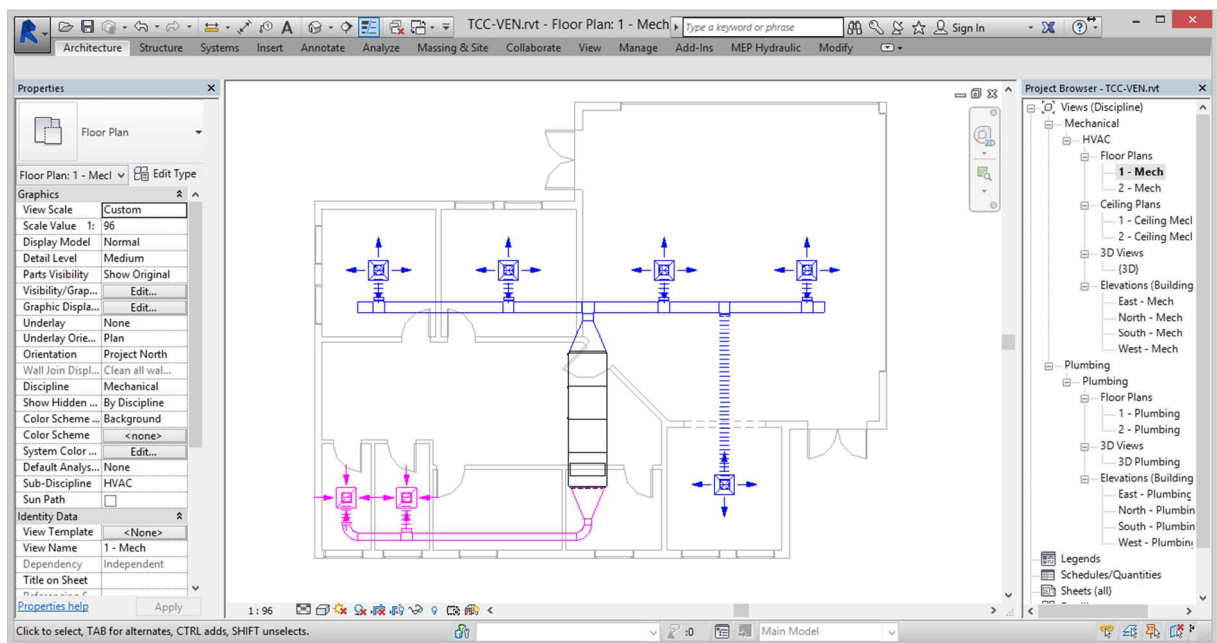 TCC-VEN.rvt - Floor Plan: 1 - Mech
Type a keyword or phrase
Sign In
Architecture Structure Systems Insert Annotate Analyze Massing & Site Collaborate View Manage Add-Ins MEP Hydraulic Modify
Properties
Floor Plan
Floor Plan: 1 - Mecl
Edit Type
Graphics
View Scale Custom
Scale Value 1: 96
Display Model Normal
Detail Level Medium
Parts Visibility Show Original
Visibility/Grap... Edit...
Graphic Displa... Edit...
Underlay None
Underlay Orie... Plan
Orientation Project North
Wall Join Displ... Clean all wal...
Discipline Mechanical
Show Hidden ... By Discipline
Color Scheme ... Background
Color Scheme <none>
System Color ... Edit...
Default Analys... None
Sub-Discipline HVAC
Sun Path
Identity Data
View Template <None>
View Name 1 - Mech
Dependency Independent
Title on Sheet
Properties help
Apply
2D
1 : 96
Project Browser - TCC-VEN.rvt
Views (Discipline)
Mechanical
HVAC
Floor Plans
1 - Mech
2 - Mech
Ceiling Plans
1 - Ceiling Mecl
2 - Ceiling Mecl
3D Views
{3D}
Elevations (Building
East - Mech
North - Mech
South - Mech
West - Mech
Plumbing
Plumbing
Floor Plans
1 - Plumbing
2 - Plumbing
3D Views
3D Plumbing
Elevations (Building
East - Plumbing
North - Plumbin
South - Plumbin
West - Plumbin
Legends
Schedules/Quantities
Sheets (all)
Click to select, TAB for alternates, CTRL adds, SHIFT unselects.
:0
Main Model